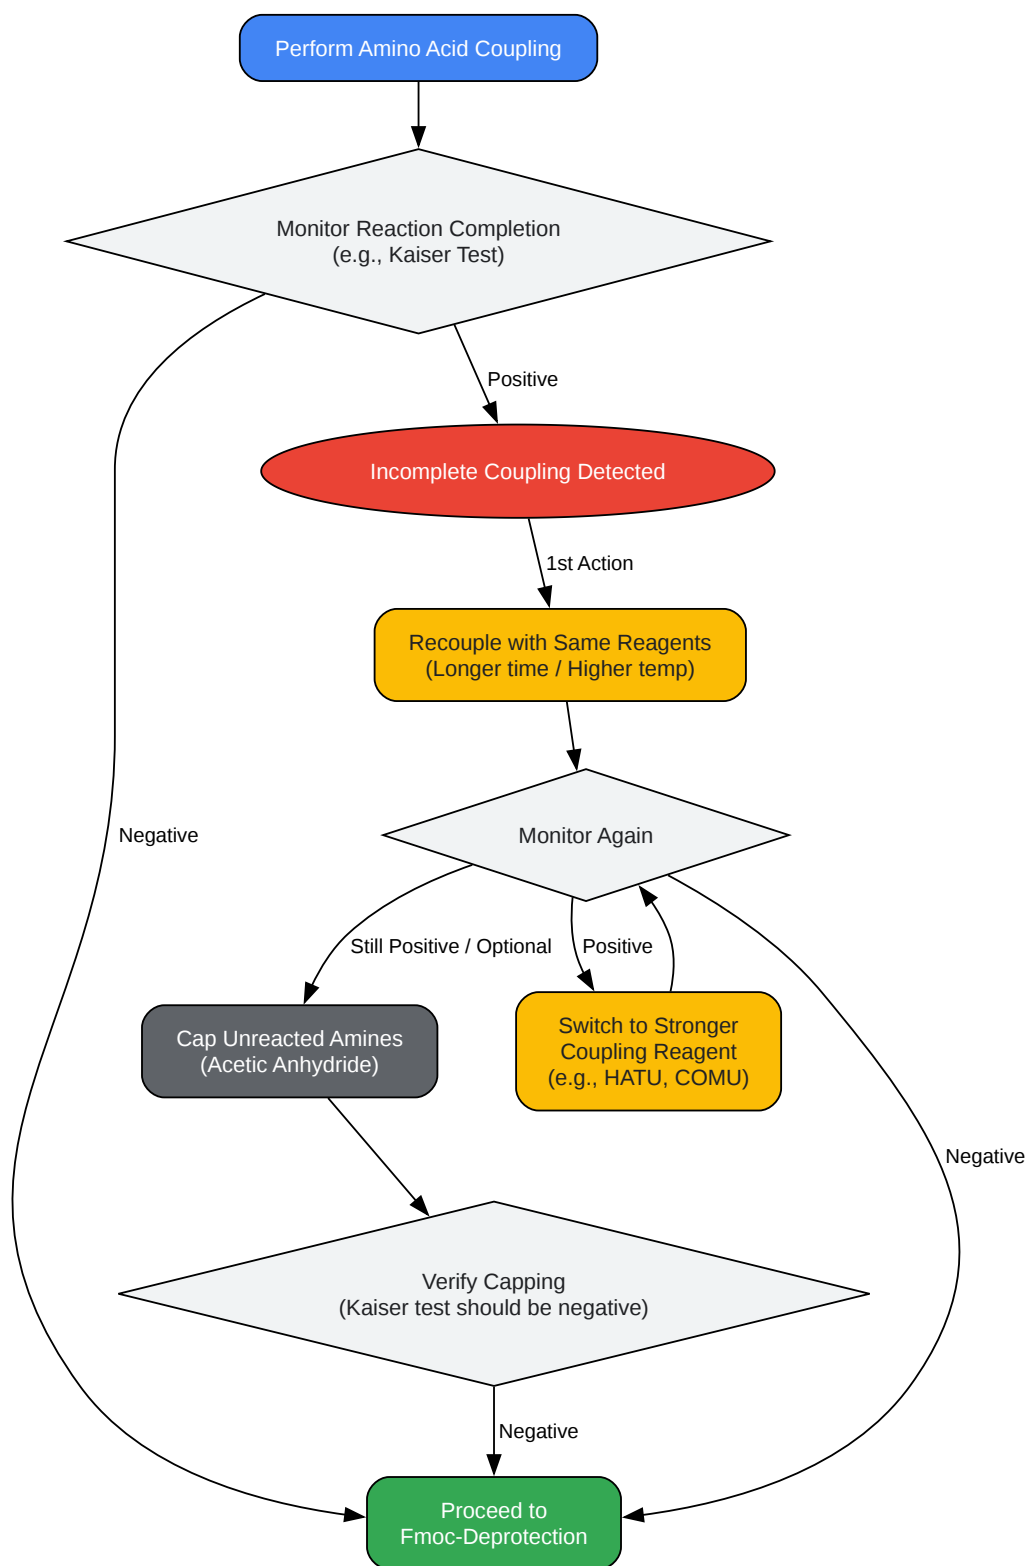 Perform Amino Acid Coupling
Monitor Reaction Completion
(e.g., Kaiser Test)
Positive
Incomplete Coupling Detected
1st Action
Recouple with Same Reagents
(Longer time / Higher temp)
Monitor Again
Negative
Still Positive / Optional
Positive
Cap Unreacted Amines
(Acetic Anhydride)
Switch to Stronger
Coupling Reagent
(e.g., HATU, COMU)
Negative
Verify Capping
(Kaiser test should be negative)
Negative
Proceed to
Fmoc-Deprotection